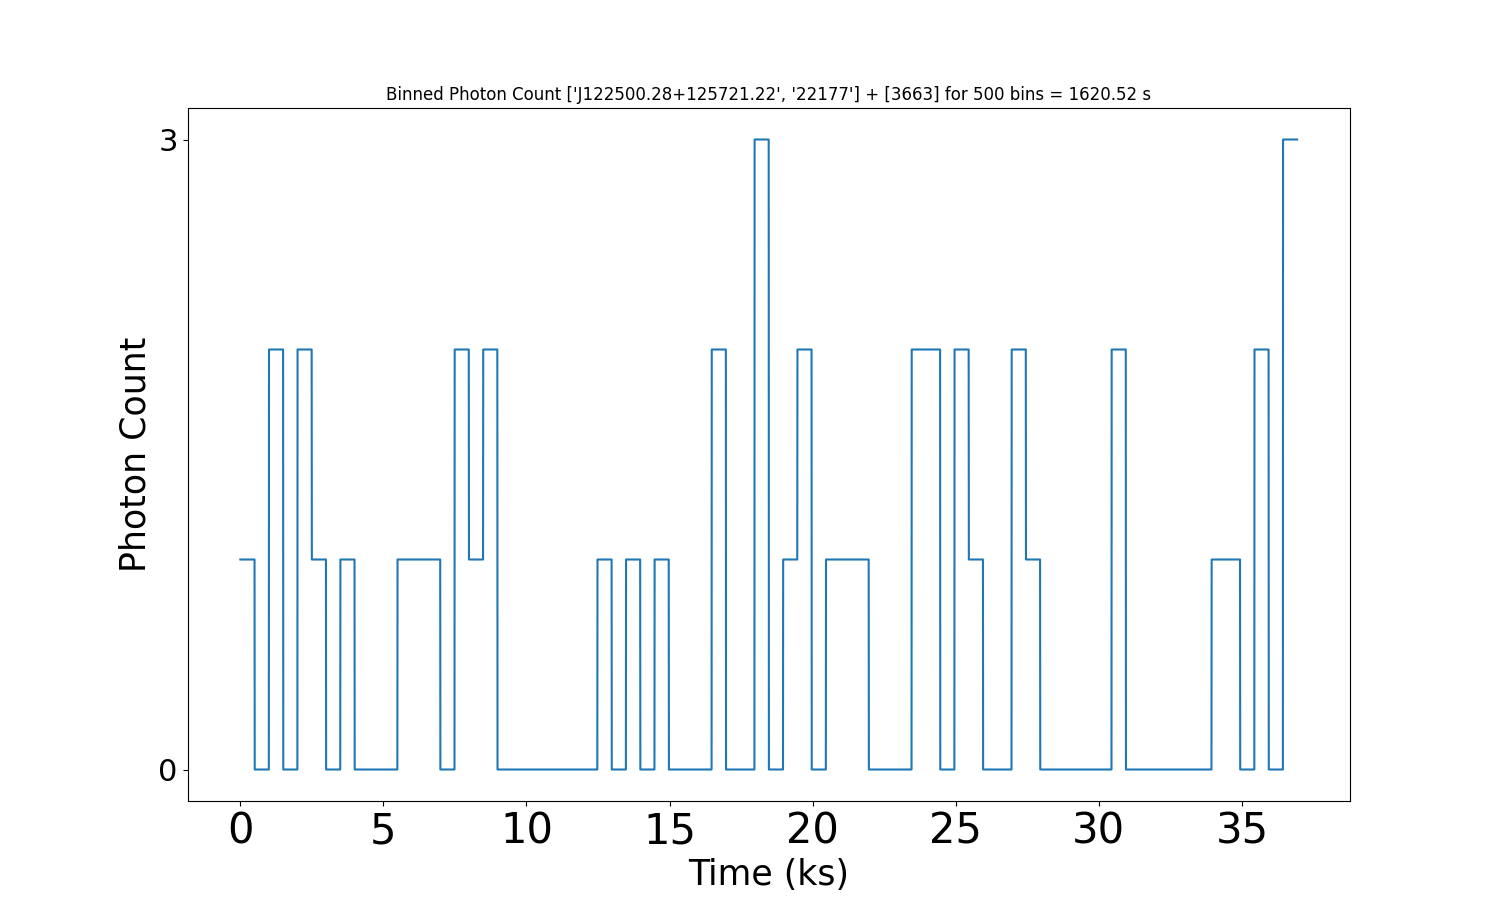 Binned Photon Count ['J122500.28+125721.22', '22177'] + [3663] for 500 bins = 1620.52 s
3
Photon Count
0
0 5 10 15 20 25 30 35
Time (ks)